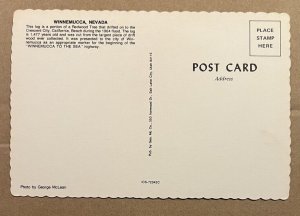 WINNEMUCCA, NEVADA
This log is a portion of a Redwood Tree that drifted on to the
Crescent City, California, Beach during the 1964 flood. The log
is 1,477 years old and was cut from the largest piece of drift
wood ever collected. It was presented to the city of Win-
nemucca as an appropriate marker for the beginning of the
"WINNEMUCCA TO THE SEA" highway
PLACE
STAMP
HERE
POST CARD
Address
Photo by George McLean